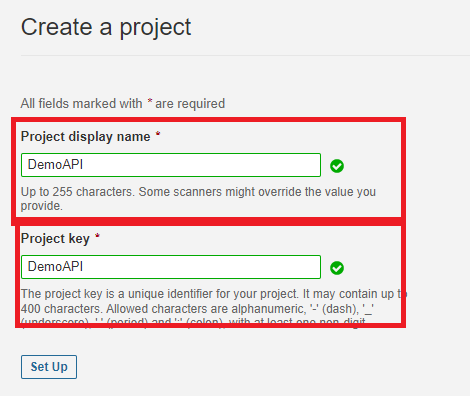 Create a project
All fields marked with * are required
Project display name *
DemoAPI
Up to 255 characters. Some scanners might override the value you
provide.
Project key *
DemoAPI
The project key is a unique identifier for your project. It may contain up to
400 characters. Allowed characters are alphanumeric, '-' (dash), '_'
(underscore), '.' (period) and ':' (colon), with at least one non-digit.
Set Up